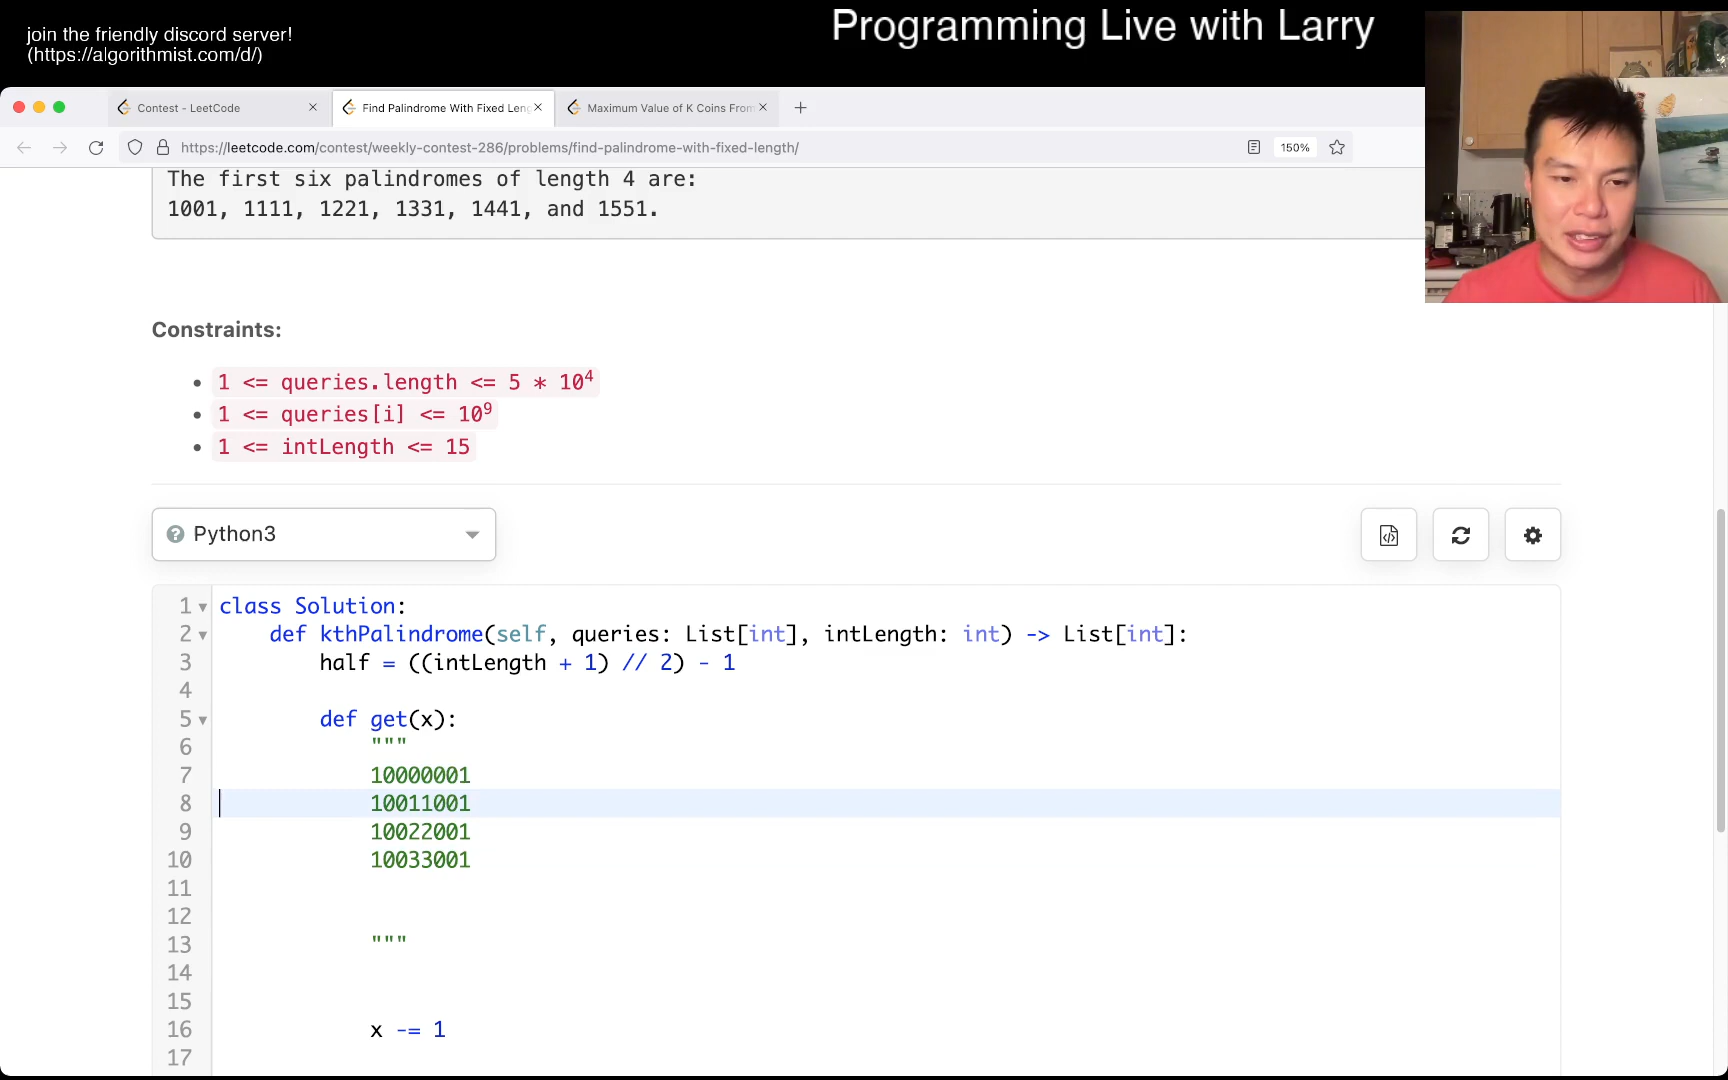 join the friendly discord server!
(https://algorithmist.com/d/)
Programming Live with Larry
Contest - LeetCode
Find Palindrome With Fixed Leng
Maximum Value of K Coins From
https://leetcode.com/contest/weekly-contest-286/problems/find-palindrome-with-fixed-length/
150%
The first six palindromes of length 4 are:
1001, 1111, 1221, 1331, 1441, and 1551.
Constraints:
1 <= queries.length <= 5 * 10⁴
1 <= queries[i] <= 10⁹
1 <= intLength <= 15
Python3
1 class Solution:
2 def kthPalindrome(self, queries: List[int], intLength: int) -> List[int]:
3 half = ((intLength + 1) // 2) - 1
4
5 def get(x):
6 """
7 10000001
8 10011001
9 10022001
10 10033001
11
12
13 """
14
15
16 x -= 1
17